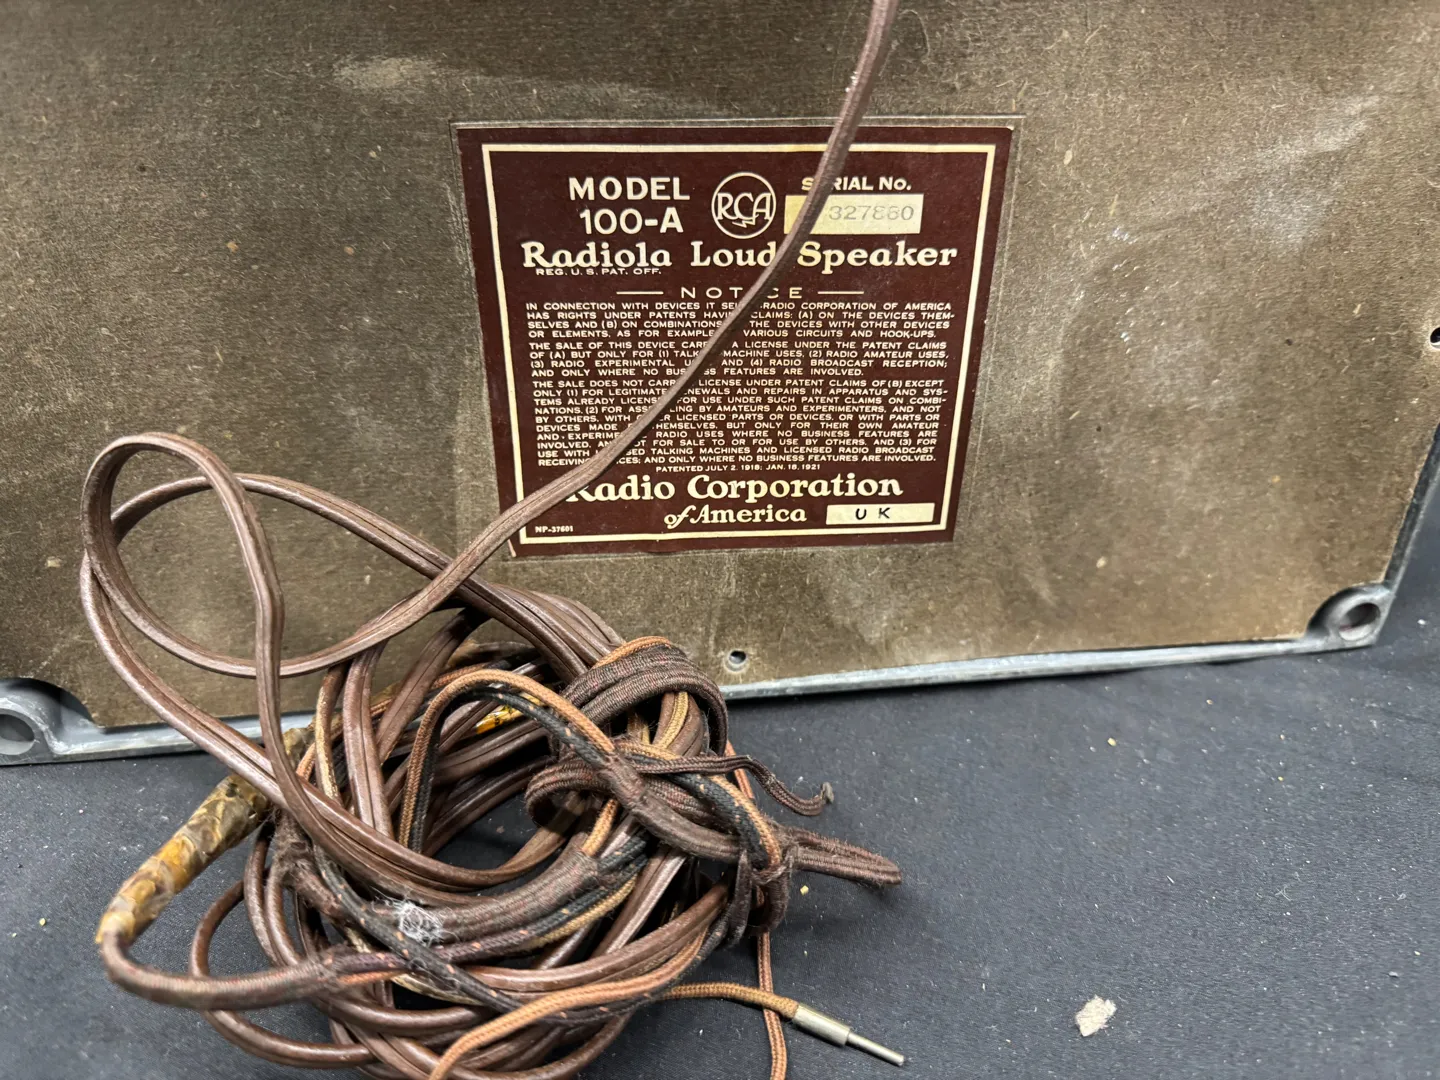 MODEL
100-A
RCA
SERIAL No.
327860
Radiola Loud Speaker
REG. U. S. PAT. OFF.
NOTICE
IN CONNECTION WITH DEVICES IT SELLS RADIO CORPORATION OF AMERICA
HAS RIGHTS UNDER PATENTS HAVING CLAIMS: (A) ON THE DEVICES THEM-
SELVES AND (B) ON COMBINATIONS OF THE DEVICES WITH OTHER DEVICES
OR ELEMENTS, AS FOR EXAMPLE IN VARIOUS CIRCUITS AND HOOK-UPS.
THE SALE OF THIS DEVICE CARRIES A LICENSE UNDER THE PATENT CLAIMS
OF (A) BUT ONLY FOR (1) TALKING MACHINE USES, (2) RADIO AMATEUR USES,
(3) RADIO EXPERIMENTAL USES AND (4) RADIO BROADCAST RECEPTION;
AND ONLY WHERE NO BUSINESS FEATURES ARE INVOLVED.
THE SALE DOES NOT CARRY A LICENSE UNDER PATENT CLAIMS OF (B) EXCEPT
ONLY (1) FOR LEGITIMATE RENEWALS AND REPAIRS IN APPARATUS AND SYS-
TEMS ALREADY LICENSED FOR USE UNDER SUCH PATENT CLAIMS ON COMBI-
NATIONS, (2) FOR ASSEMBLING BY AMATEURS AND EXPERIMENTERS, AND NOT
BY OTHERS, WITH OTHER LICENSED PARTS OR DEVICES, OR WITH PARTS OR
DEVICES MADE BY THEMSELVES, BUT ONLY FOR THEIR OWN AMATEUR
AND EXPERIMENTAL RADIO USES WHERE NO BUSINESS FEATURES ARE
INVOLVED, AND NOT FOR SALE TO OR FOR USE BY OTHERS, AND (3) FOR
USE WITH LICENSED TALKING MACHINES AND LICENSED RADIO BROADCAST
RECEIVING DEVICES; AND ONLY WHERE NO BUSINESS FEATURES ARE INVOLVED.
PATENTED JULY 2, 1918; JAN. 18, 1921
Radio Corporation
of America
UK
NP-37601